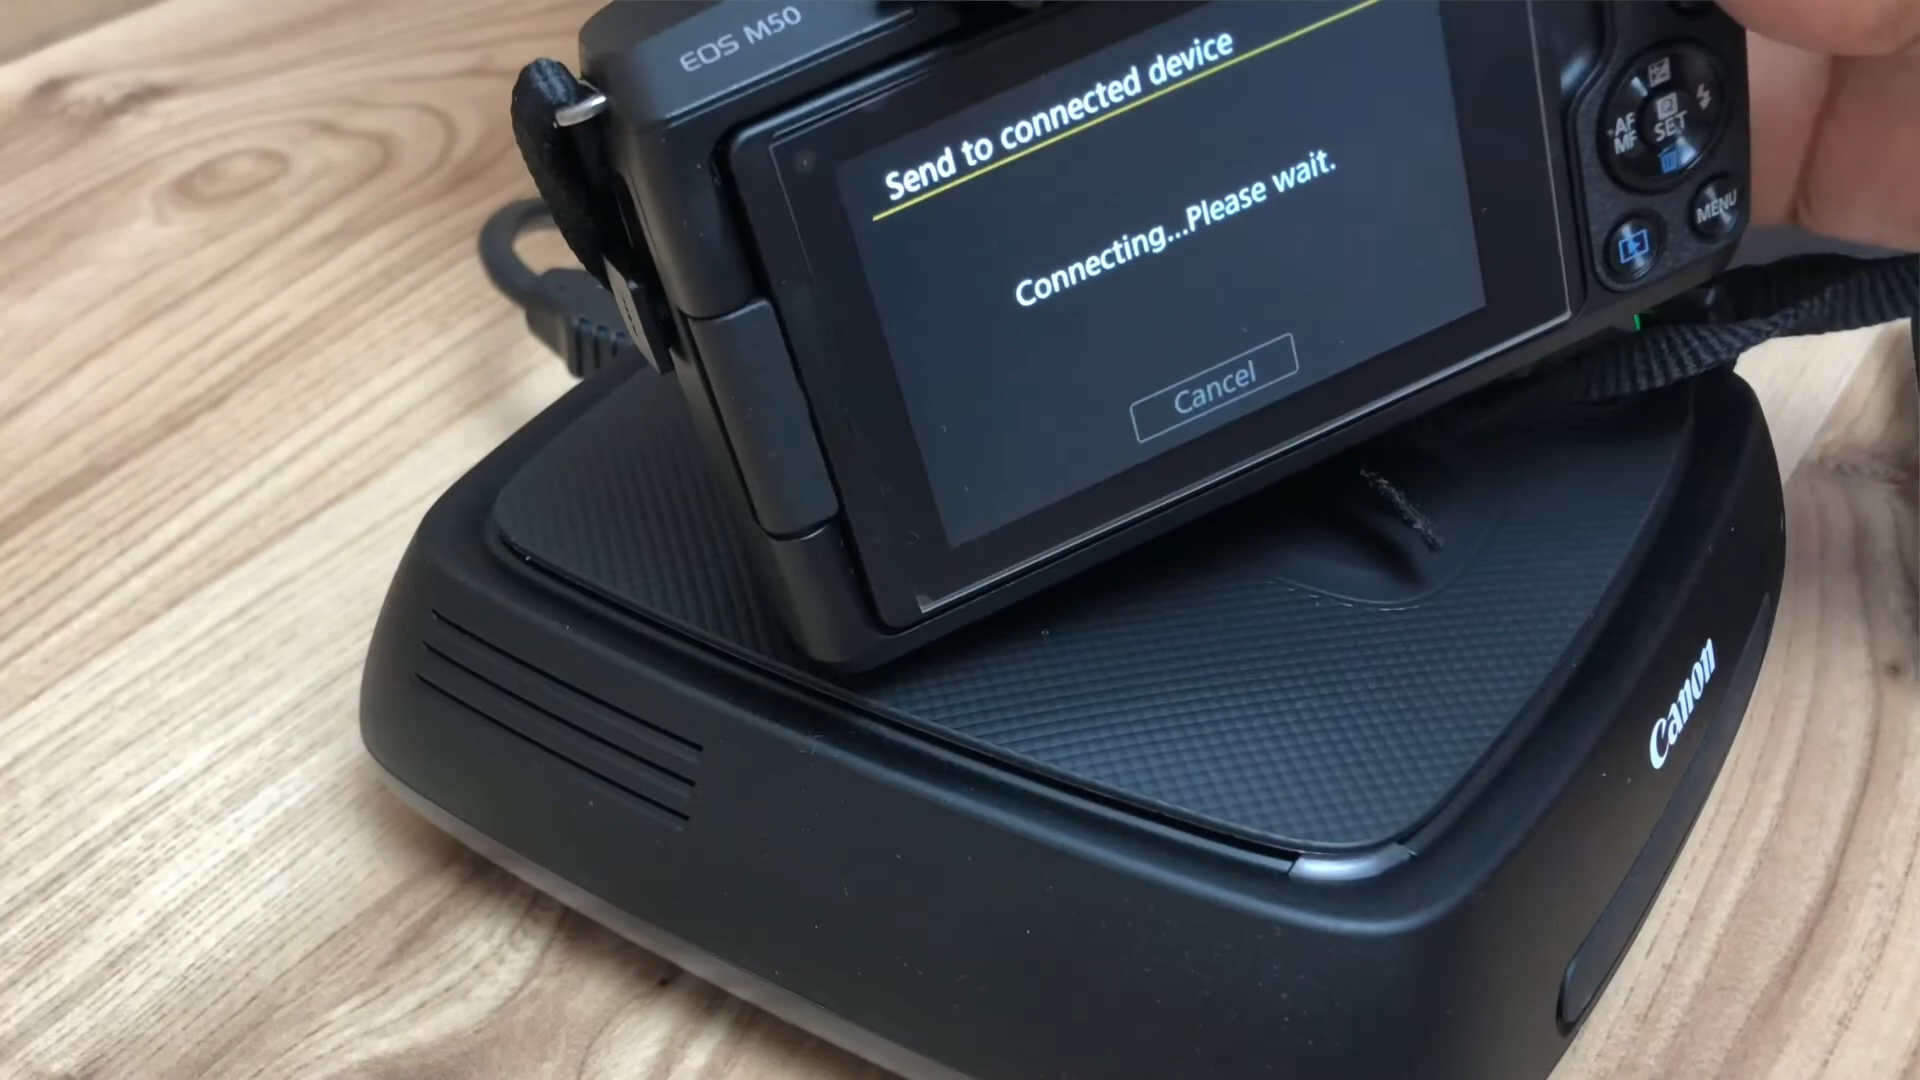 EOS M50
Send to connected device
Connecting...Please wait.
Cancel
AF
MF
Q
SET
MENU
Canon